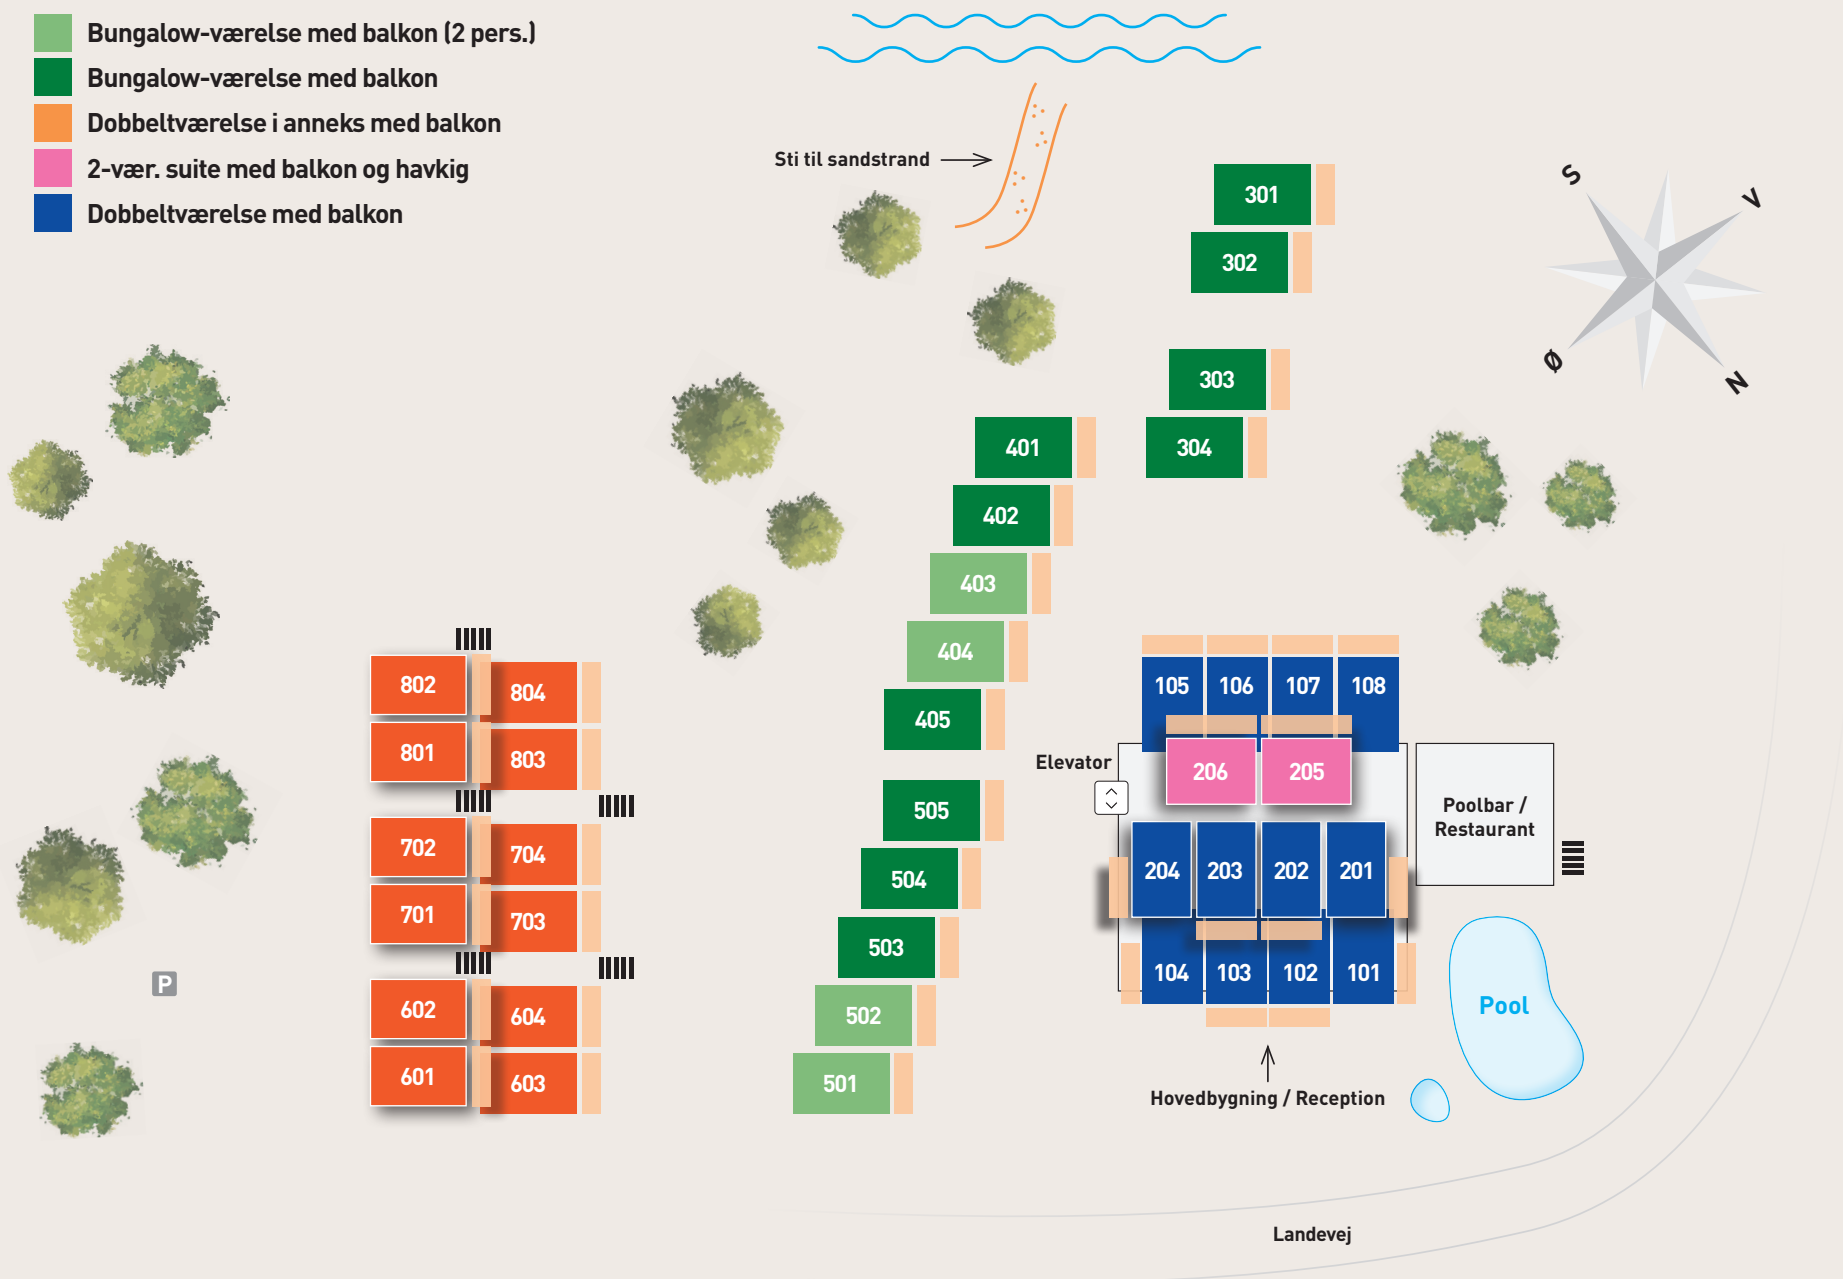 Bungalow-værelse med balkon (2 pers.)
Bungalow-værelse med balkon
Dobbeltværelse i anneks med balkon
2-vær. suite med balkon og havkig
Dobbeltværelse med balkon
Sti til sandstrand
S
V
Ø
N
301
302
303
304
401
402
403
404
405
505
504
503
502
501
802
804
801
803
702
704
701
703
602
604
601
603
P
105
106
107
108
Elevator
206
205
204
203
202
201
104
103
102
101
Poolbar /
Restaurant
Pool
Hovedbygning / Reception
Landevej